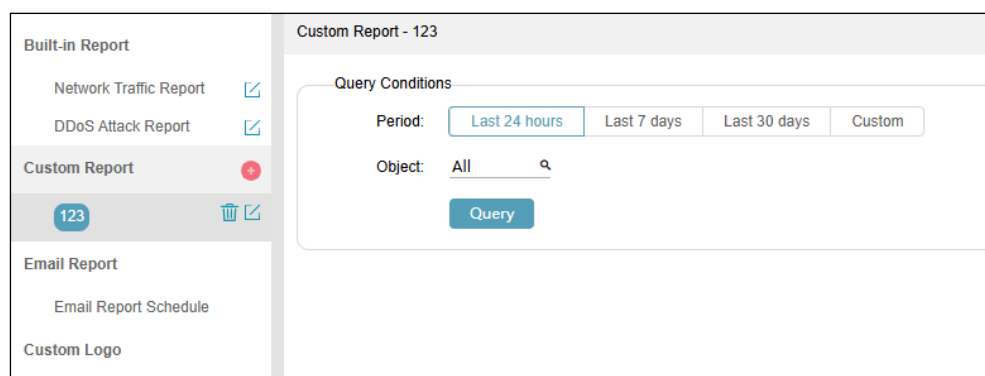 Built-in Report
Network Traffic Report
DDoS Attack Report
Custom Report
123
Email Report
Email Report Schedule
Custom Logo
Custom Report - 123
Query Conditions
Period: Last 24 hours Last 7 days Last 30 days Custom
Object: All
Query